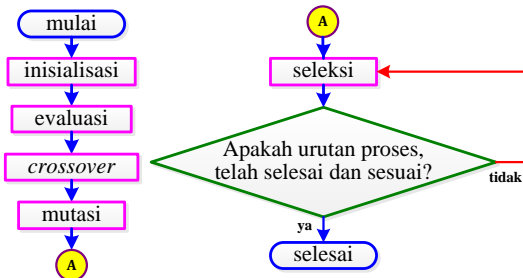 mulai
inisialisasi
evaluasi
crossover
mutasi
A
A
seleksi
Apakah urutan proses,
telah selesai dan sesuai?
tidak
ya
selesai